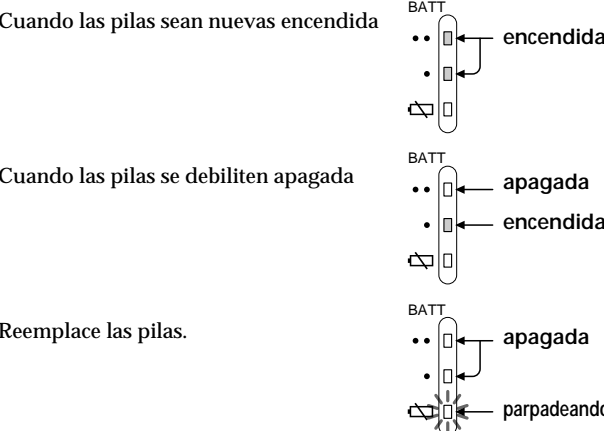 BATT
Cuando las pilas sean nuevas encendida
encendida
BATT
Cuando las pilas se debiliten apagada
apagada
encendida
BATT
Reemplace las pilas.
apagada
parpadeando